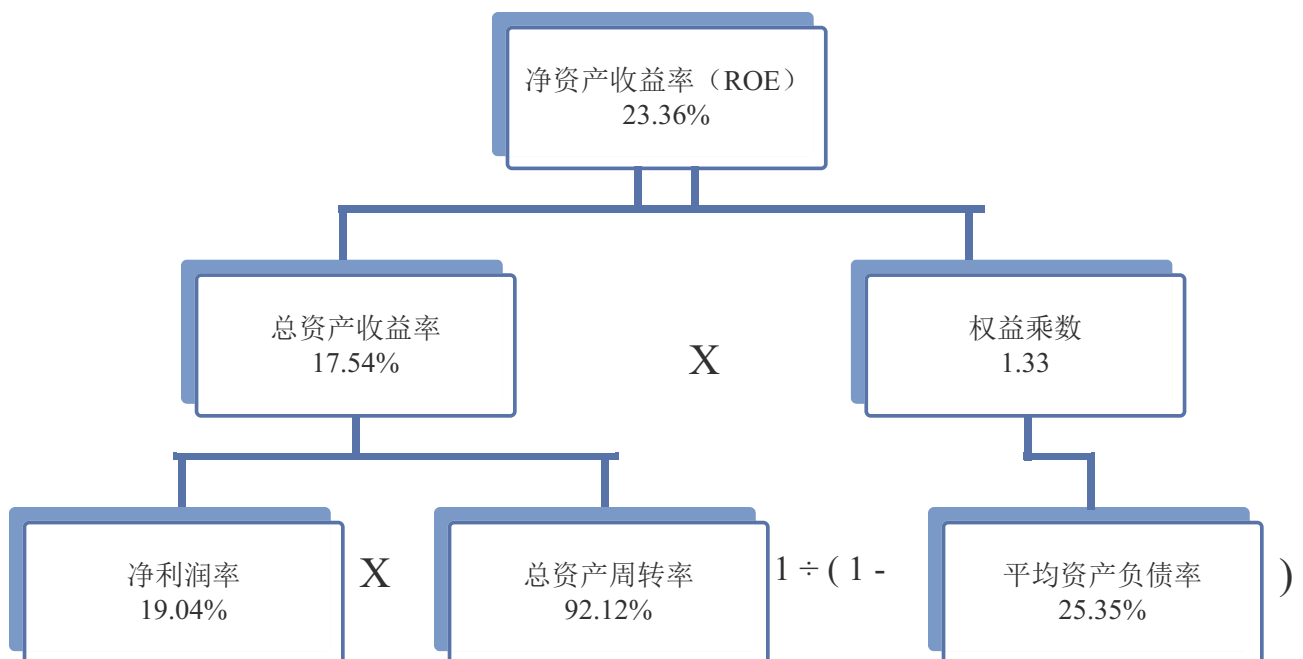 净资产收益率（ROE）
23.36%
总资产收益率
17.54%
X
权益乘数
1.33
净利润率
19.04%
X
总资产周转率
92.12%
1 ÷ ( 1 -
平均资产负债率
25.35%
)